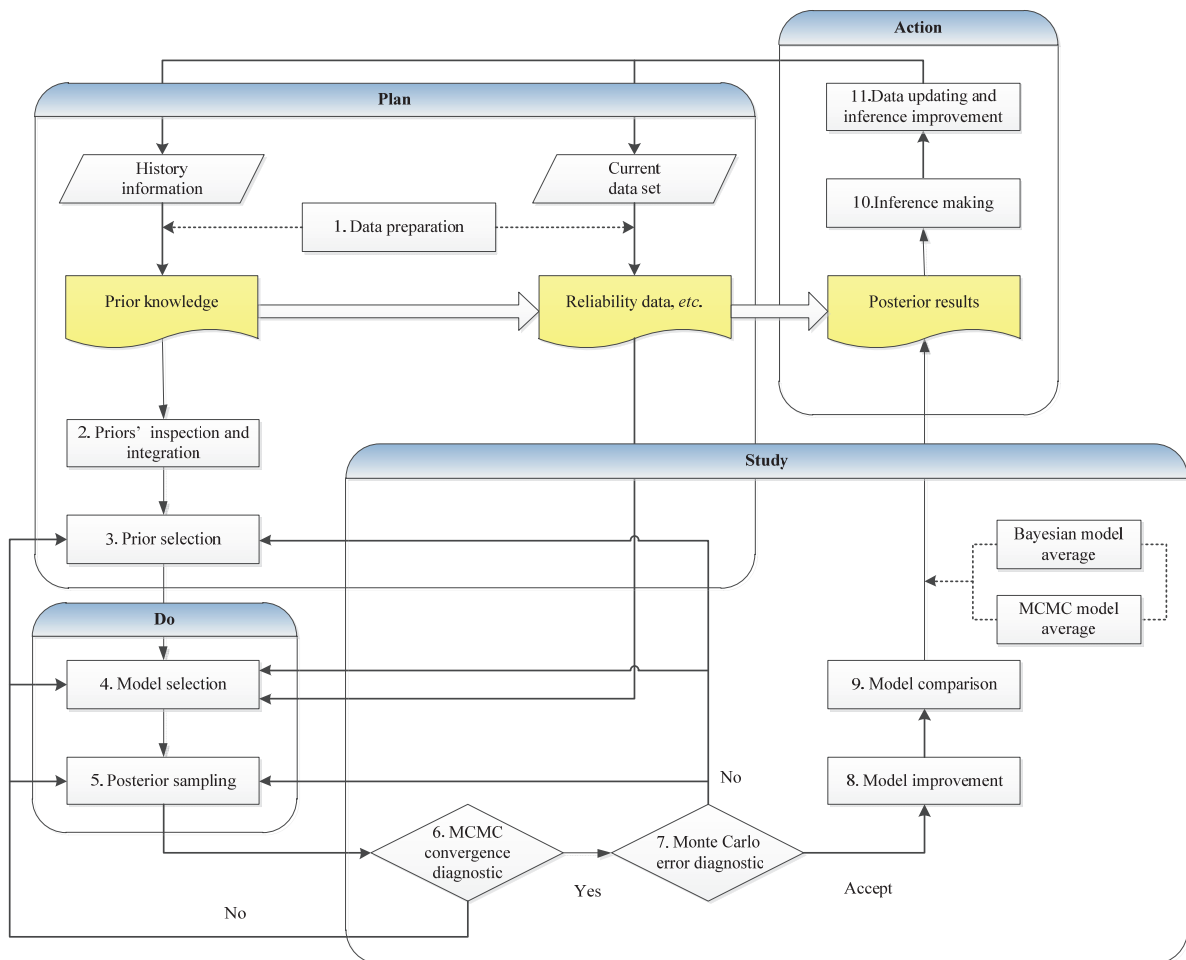 Action
Plan
11.Data updating and
inference improvement
History
information
Current
data set
10.Inference making
1. Data preparation
Prior knowledge
Reliability data, etc.
Posterior results
2. Priors' inspection and
integration
Study
3. Prior selection
Bayesian model
average
MCMC model
average
Do
4. Model selection
9. Model comparison
5. Posterior sampling
No
8. Model improvement
6. MCMC
convergence
diagnostic
7. Monte Carlo
error diagnostic
Yes
Accept
No